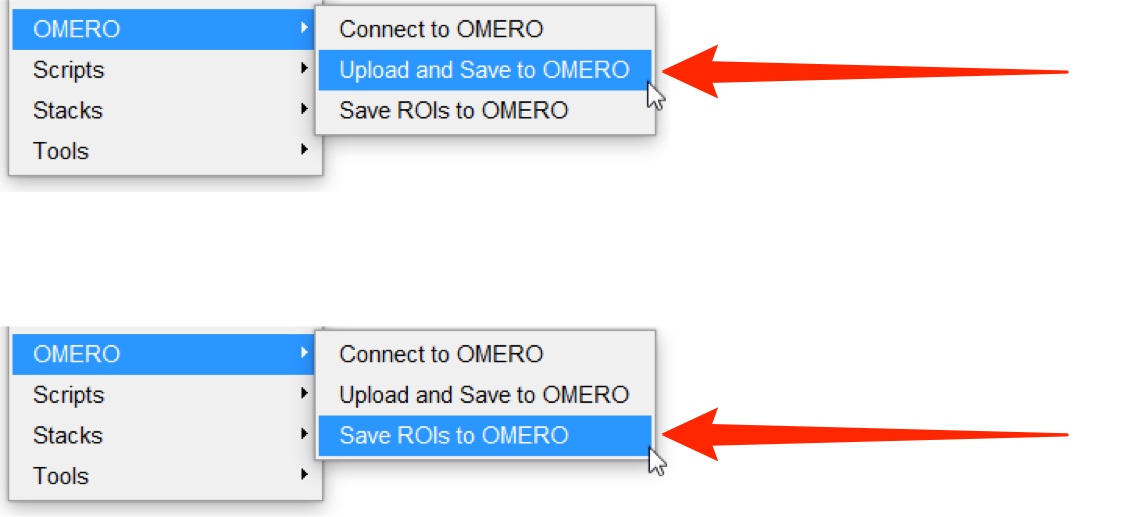 OMERO
Connect to OMERO
Scripts
Upload and Save to OMERO
Stacks
Save ROIs to OMERO
Tools
OMERO
Connect to OMERO
Scripts
Upload and Save to OMERO
Stacks
Save ROIs to OMERO
Tools